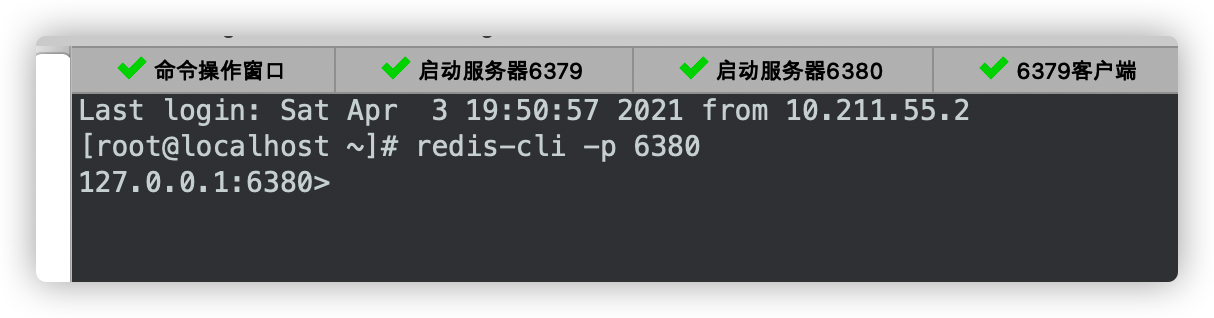 命令操作窗口 启动服务器6379 启动服务器6380 6379客户端
Last login: Sat Apr  3 19:50:57 2021 from 10.211.55.2
[root@localhost ~]# redis-cli -p 6380
127.0.0.1:6380>